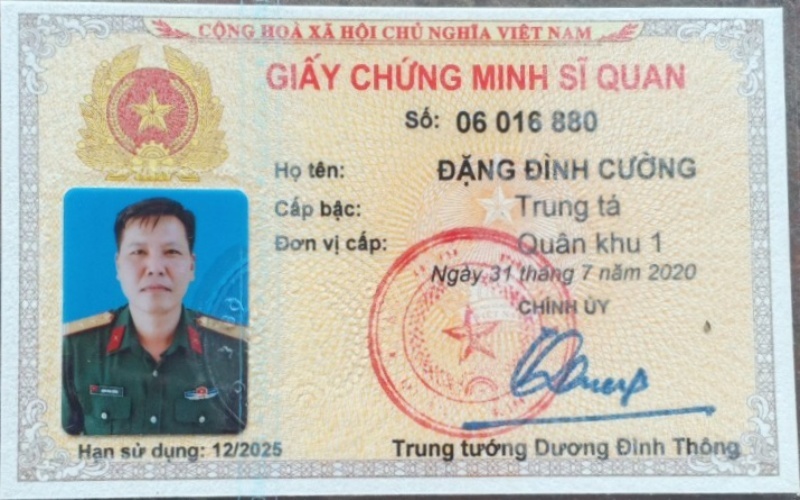 CỘNG HOÀ XÃ HỘI CHỦ NGHĨA VIỆT NAM
GIẤY CHỨNG MINH SĨ QUAN
Số: 06 016 880
Họ tên: ĐẶNG ĐÌNH CƯỜNG
Cấp bậc: Trung tá
Đơn vị cấp: Quân khu 1
Ngày 31 tháng 7 năm 2020
CHÍNH ỦY
Hạn sử dụng: 12/2025
Trung tướng Dương Đình Thông